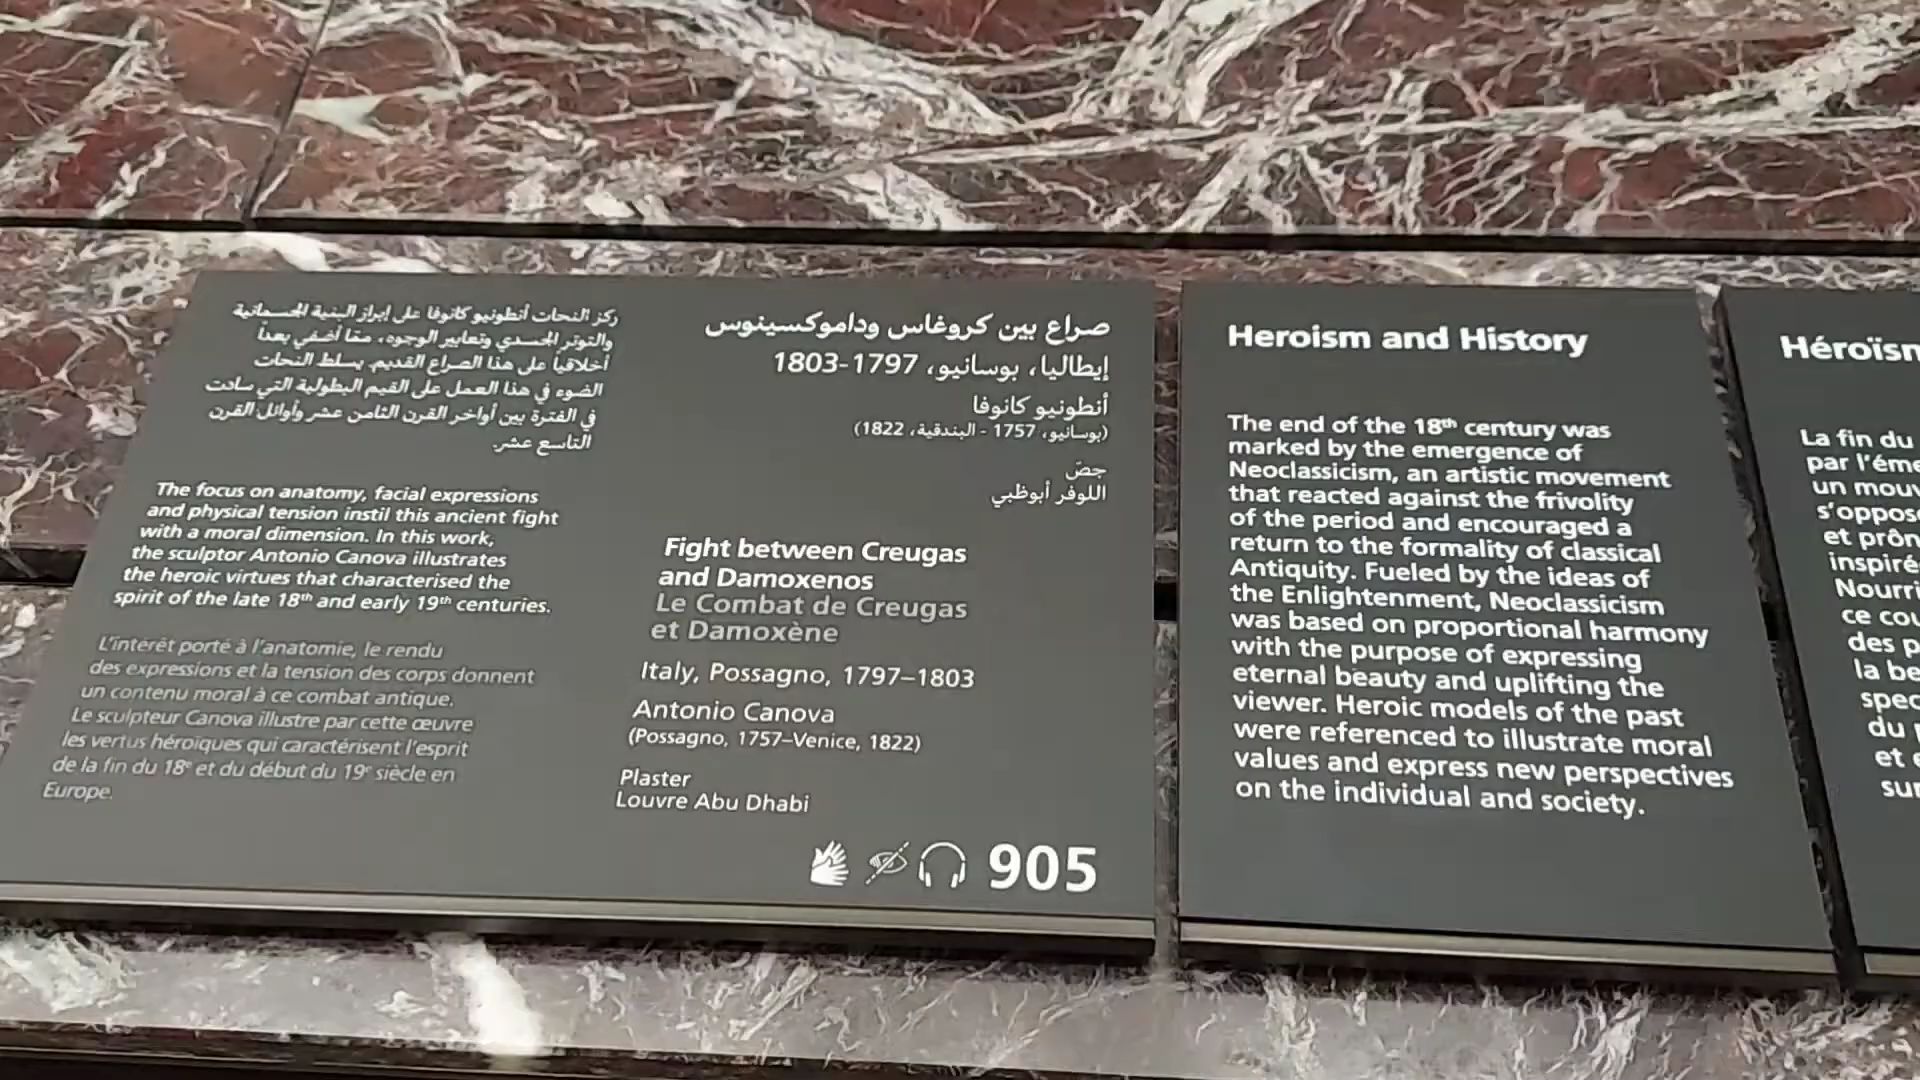 ركز النحات أنطونيو كانوفا على إبراز البنية الجسمانية
والتوتر الجسدي وتعابير الوجوه، ممّا أضفى بعداً
أخلاقياً على هذا الصراع القديم. يسلط النحات
الضوء في هذا العمل على القيم البطولية التي سادت
في الفترة بين أواخر القرن الثامن عشر وأوائل القرن
التاسع عشر.
The focus on anatomy, facial expressions
and physical tension instil this ancient fight
with a moral dimension. In this work,
the sculptor Antonio Canova illustrates
the heroic virtues that characterised the
spirit of the late 18th and early 19th centuries.
L'intérêt porté à l'anatomie, le rendu
des expressions et la tension des corps donnent
un contenu moral à ce combat antique.
Le sculpteur Canova illustre par cette œuvre
les vertus héroïques qui caractérisent l'esprit
de la fin du 18e et du début du 19e siècle en
Europe.
صراع بين كروغاس وداموكسينوس
إيطاليا، بوسانيو، 1797-1803
أنطونيو كانوفا
(بوسانيو، 1757 - البندقية، 1822)
جصّ
اللوفر أبوظبي
Fight between Creugas
and Damoxenos
Le Combat de Creugas
et Damoxène
Italy, Possagno, 1797–1803
Antonio Canova
(Possagno, 1757–Venice, 1822)
Plaster
Louvre Abu Dhabi
905
Heroism and History
The end of the 18th century was
marked by the emergence of
Neoclassicism, an artistic movement
that reacted against the frivolity
of the period and encouraged a
return to the formality of classical
Antiquity. Fueled by the ideas of
the Enlightenment, Neoclassicism
was based on proportional harmony
with the purpose of expressing
eternal beauty and uplifting the
viewer. Heroic models of the past
were referenced to illustrate moral
values and express new perspectives
on the individual and society.
Héroïsm
La fin du
par l'éme
un mouv
s'oppose
et prôn
inspiré
Nourri
ce cou
des p
la be
spec
du
et
sur